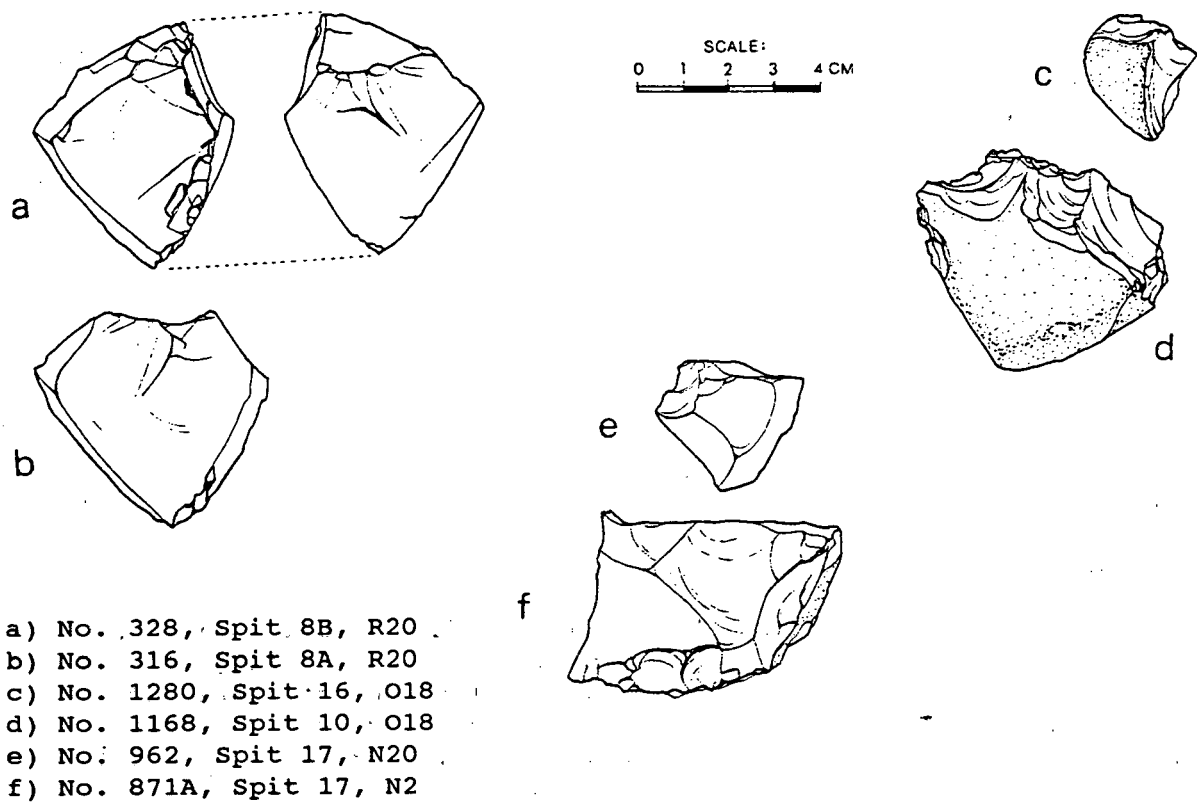 SCALE:
0 1 2 3 4 CM
a
b
c
d
e
f
a) No. 328, Spit 8B, R20
b) No. 316, Spit 8A, R20
c) No. 1280, Spit 16, O18
d) No. 1168, Spit 10, O18
e) No. 962, Spit 17, N20
f) No. 871A, Spit 17, N2